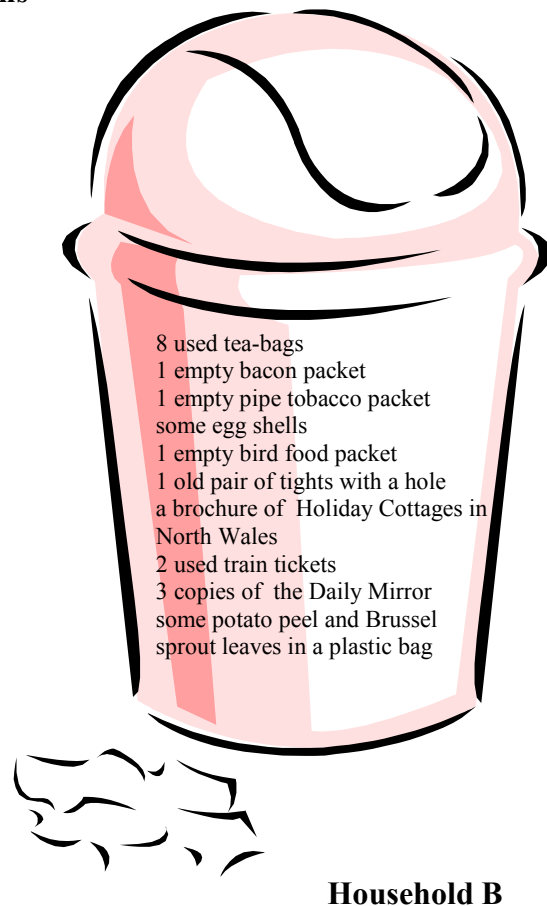 8 used tea-bags
1 empty bacon packet
1 empty pipe tobacco packet
some egg shells
1 empty bird food packet
1 old pair of tights with a hole
a brochure of Holiday Cottages in
North Wales
2 used train tickets
3 copies of the Daily Mirror
some potato peel and Brussel
sprout leaves in a plastic bag
Household B